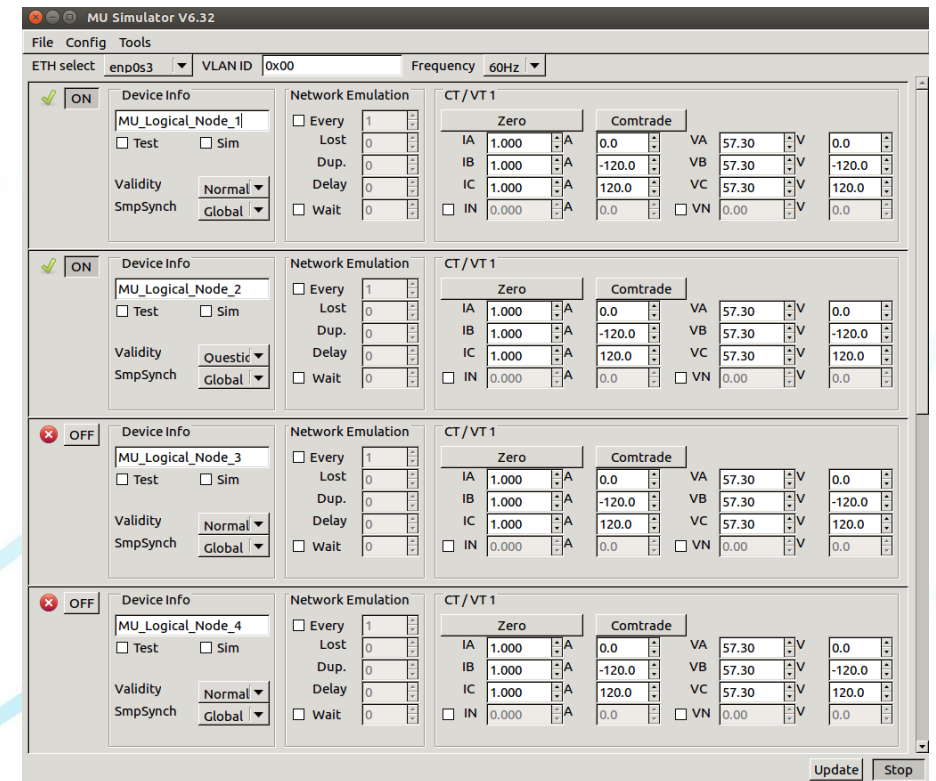 MU Simulator V6.32
File Config Tools
ETH select enp0s3 VLAN ID 0x00 Frequency 60Hz
ON Device Info Network Emulation CT / VT 1
MU_Logical_Node_1 Every 1 Zero Comtrade
Test Sim Lost 0 IA 1.000 A 0.0 VA 57.30 V 0.0
Dup. 0 IB 1.000 A -120.0 VB 57.30 V -120.0
Validity Normal Delay 0 IC 1.000 A 120.0 VC 57.30 V 120.0
SmpSynch Global Wait 0 IN 0.000 A 0.0 VN 0.00 V 0.0
ON Device Info Network Emulation CT / VT 1
MU_Logical_Node_2 Every 1 Zero Comtrade
Test Sim Lost 0 IA 1.000 A 0.0 VA 57.30 V 0.0
Dup. 0 IB 1.000 A -120.0 VB 57.30 V -120.0
Validity Questic Delay 0 IC 1.000 A 120.0 VC 57.30 V 120.0
SmpSynch Global Wait 0 IN 0.000 A 0.0 VN 0.00 V 0.0
OFF Device Info Network Emulation CT / VT 1
MU_Logical_Node_3 Every 1 Zero Comtrade
Test Sim Lost 0 IA 1.000 A 0.0 VA 57.30 V 0.0
Dup. 0 IB 1.000 A -120.0 VB 57.30 V -120.0
Validity Normal Delay 0 IC 1.000 A 120.0 VC 57.30 V 120.0
SmpSynch Global Wait 0 IN 0.000 A 0.0 VN 0.00 V 0.0
OFF Device Info Network Emulation CT / VT 1
MU_Logical_Node_4 Every 1 Zero Comtrade
Test Sim Lost 0 IA 1.000 A 0.0 VA 57.30 V 0.0
Dup. 0 IB 1.000 A -120.0 VB 57.30 V -120.0
Validity Normal Delay 0 IC 1.000 A 120.0 VC 57.30 V 120.0
SmpSynch Global Wait 0 IN 0.000 A 0.0 VN 0.00 V 0.0
Update Stop